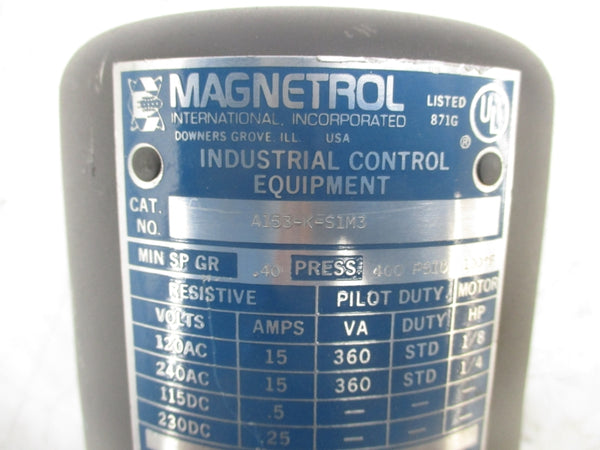 MAGNETROL
INTERNATIONAL, INCORPORATED
DOWNERS GROVE, ILL. USA
LISTED
871G
UL
®
INDUSTRIAL CONTROL
EQUIPMENT
CAT.
NO. A153-K-S1M3
MIN SP GR .40 PRESS 400 PSIG
RESISTIVE PILOT DUTY MOTOR
VOLTS AMPS VA DUTY HP
120AC 15 360 STD 1/8
240AC 15 360 STD 1/4
115DC .5 — — —
230DC .25 — — —